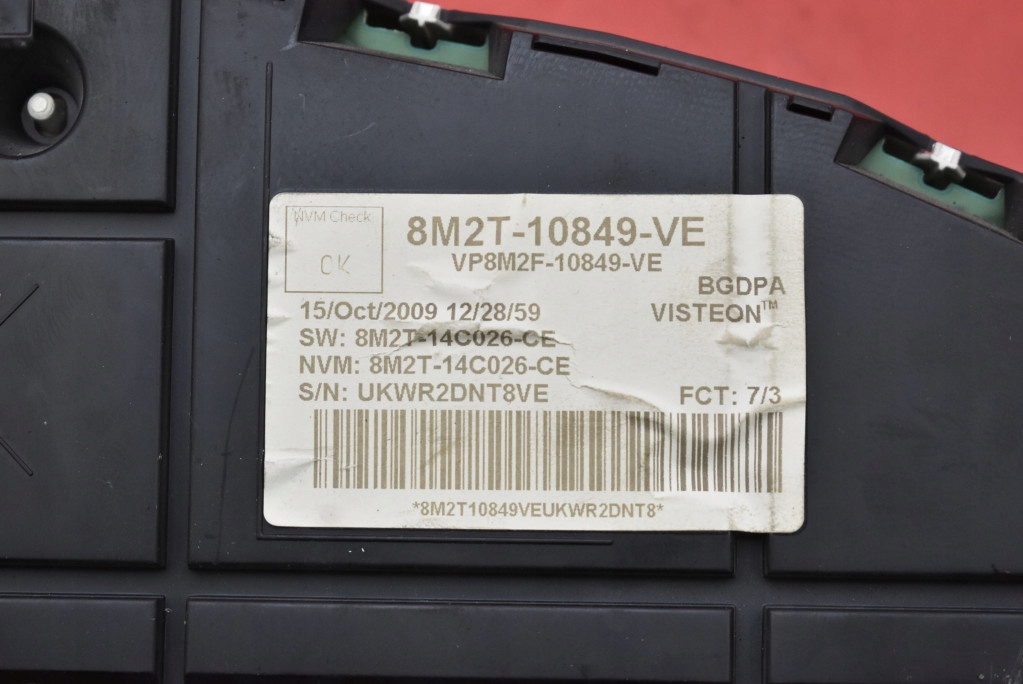 NVM Check
OK
8M2T-10849-VE
VP8M2F-10849-VE
BGDPA
15/Oct/2009 12/28/59
VISTEON™
SW: 8M2T-14C026-CE
NVM: 8M2T-14C026-CE
S/N: UKWR2DNT8VE
FCT: 7/3
*8M2T10849VEUKWR2DNT8*